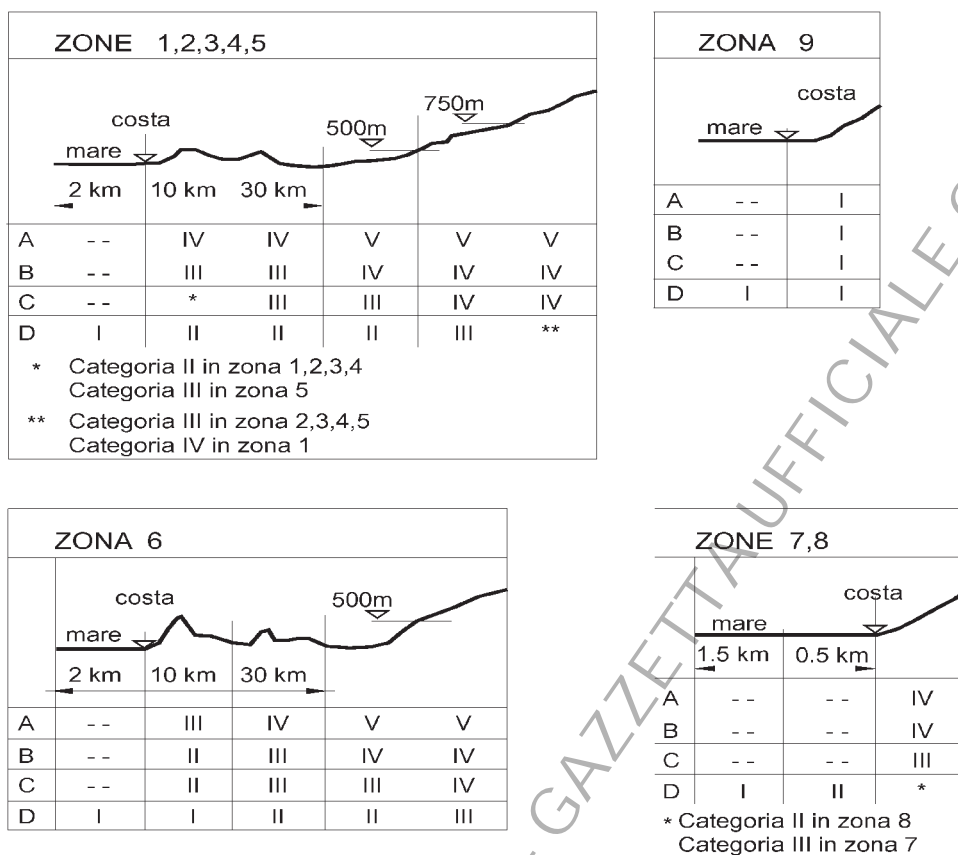 ZONE 1,2,3,4,5
costa
mare
500m
750m
2 km 10 km 30 km
A -- IV IV V V V
B -- III III IV IV IV
C -- * III III IV IV
D I II II II III **
* Categoria II in zona 1,2,3,4
Categoria III in zona 5
** Categoria III in zona 2,3,4,5
Categoria IV in zona 1
ZONA 9
costa
mare
A -- I
B -- I
C -- I
D I I
ZONA 6
costa
500m
mare
2 km 10 km 30 km
A -- III IV V V
B -- II III IV IV
C -- II III III IV
D I I II II III
ZONE 7,8
costa
mare
1.5 km 0.5 km
A -- -- IV
B -- -- IV
C -- -- III
D I II *
* Categoria II in zona 8
Categoria III in zona 7
GAZZETTA UFFICIALE